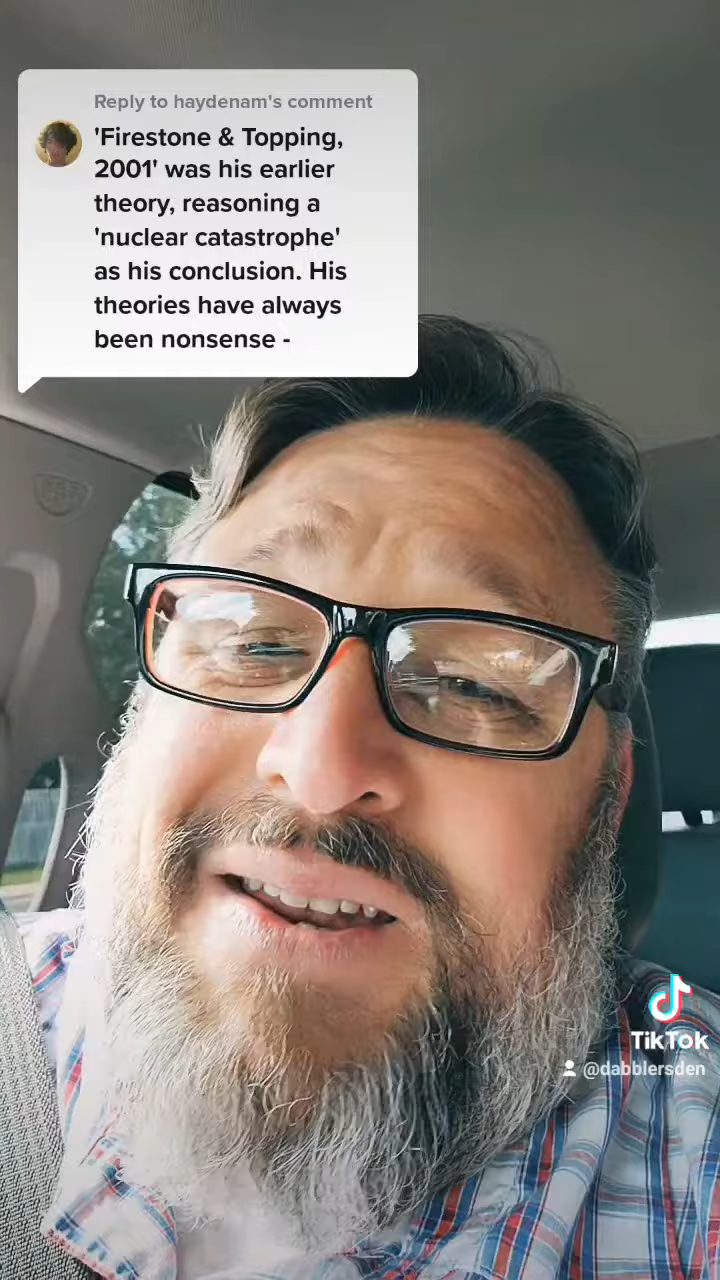 Reply to haydenam's comment
'Firestone & Topping,
2001' was his earlier
theory, reasoning a
'nuclear catastrophe'
as his conclusion. His
theories have always
been nonsense -
TikTok
@dabblersden